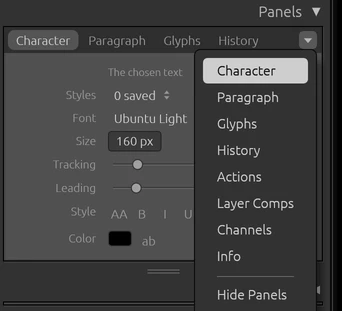 Panels ▼
Character Paragraph Glyphs History
The chosen text
Styles 0 saved
Font Ubuntu Light
Size 160 px
Tracking
Leading
Style AA B I U
Color ab
Character
Paragraph
Glyphs
History
Actions
Layer Comps
Channels
Info
Hide Panels